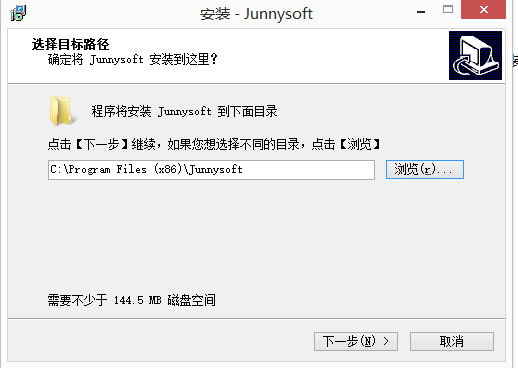 安装 - Junnysoft
选择目标路径
确定将 Junnysoft 安装到这里？
程序将安装 Junnysoft 到下面目录
点击【下一步】继续，如果您想选择不同的目录，点击【浏览】
C:\Program Files (x86)\Junnysoft
浏览(r)...
需要不少于 144.5 MB 磁盘空间
下一步(N) >
取消